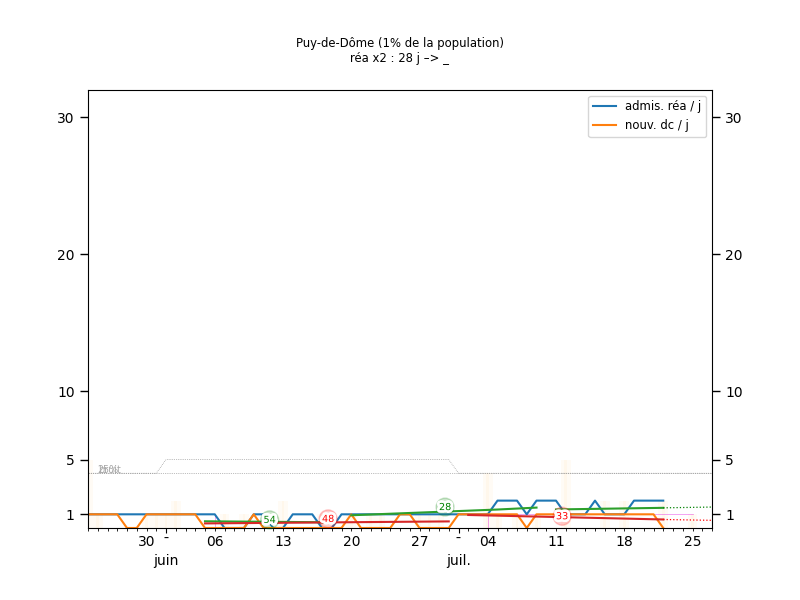 Puy-de-Dôme (1% de la population)
réa x2 : 28 j –> _
admis. réa / j
nouv. dc / j
30 30
20 20
10 10
5 5
1 1
28
54 48 33
30 - 06 13 20 27 - 04 11 18 25
juin juil.